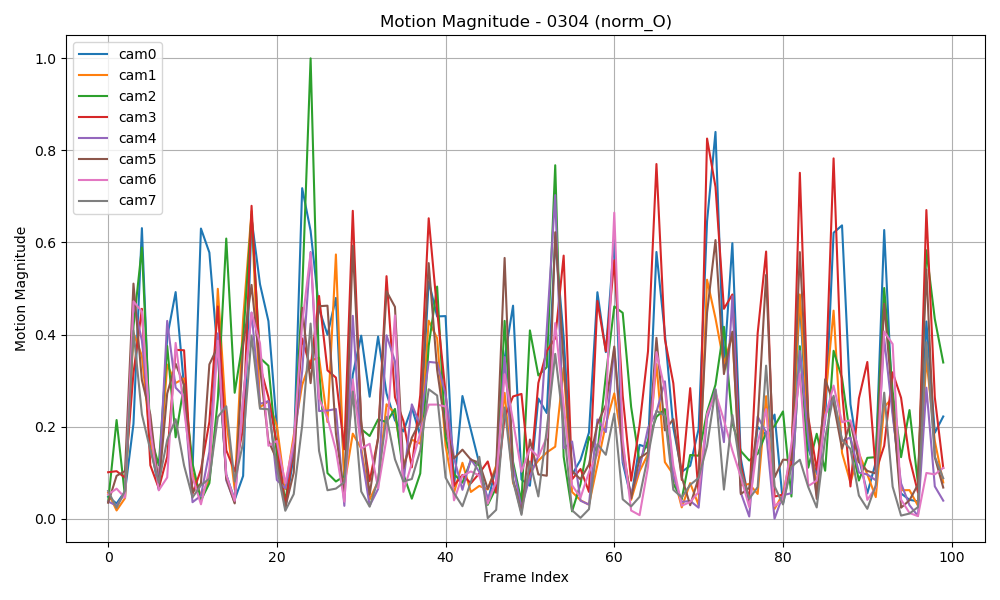 Motion Magnitude - 0304 (norm_O)
cam0
cam1
cam2
cam3
cam4
cam5
cam6
cam7
1.0
0.8
0.6
0.4
0.2
0.0
Motion Magnitude
0 20 40 60 80 100
Frame Index